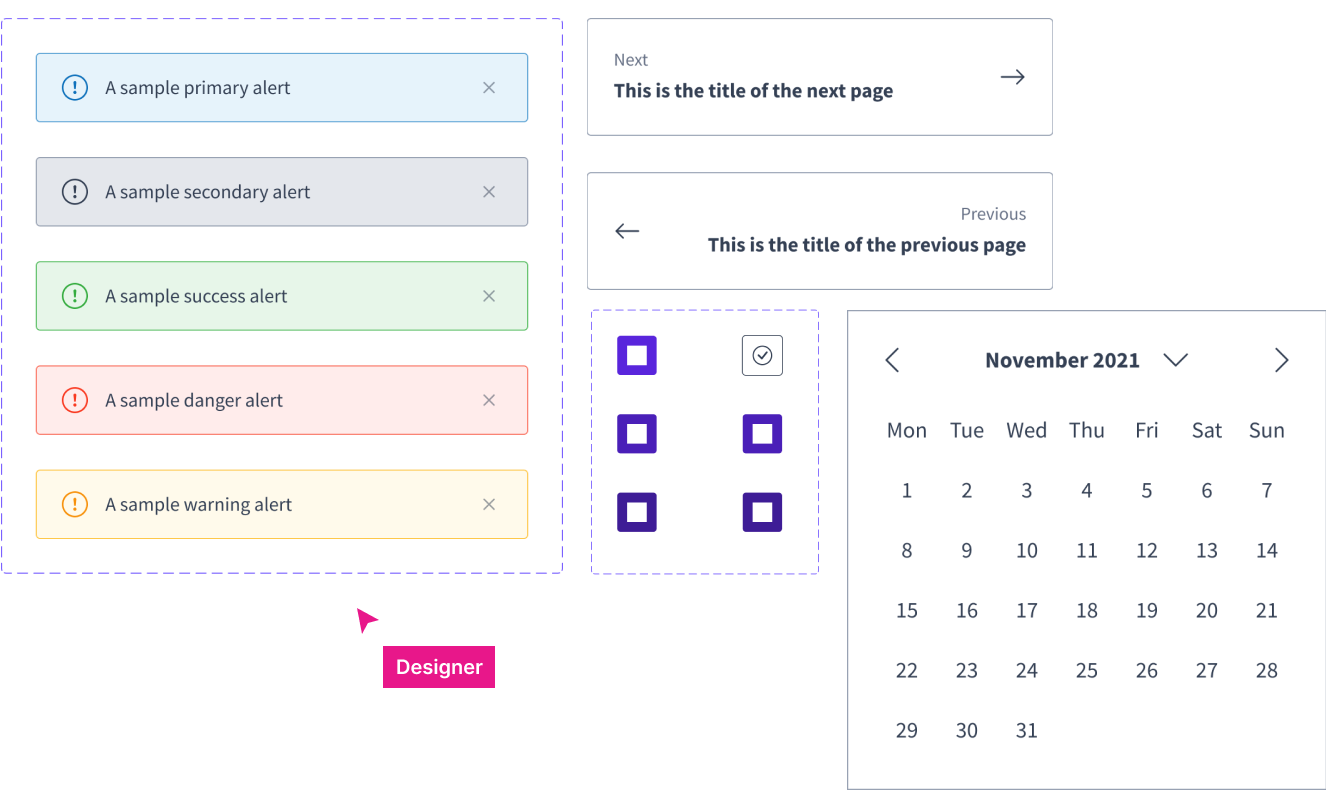 A sample primary alert
A sample secondary alert
A sample success alert
A sample danger alert
A sample warning alert
Designer
Next
This is the title of the next page
Previous
This is the title of the previous page
November 2021
Mon Tue Wed Thu Fri Sat Sun
1 2 3 4 5 6 7
8 9 10 11 12 13 14
15 16 17 18 19 20 21
22 23 24 25 26 27 28
29 30 31